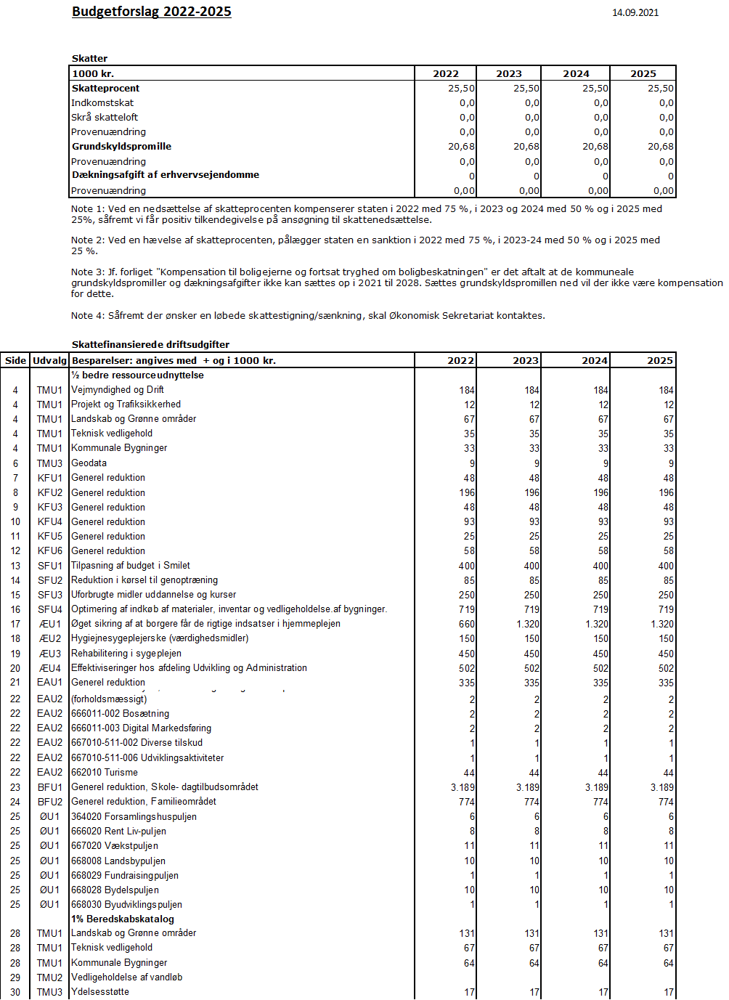 Budgetforslag 2022-2025 14.09.2021
Skatter
1000 kr. 2022 2023 2024 2025
Skatteprocent 25,50 25,50 25,50 25,50
Indkomstskat 0,0 0,0 0,0 0,0
Skrå skatteloft 0,0 0,0 0,0 0,0
Provenuændring 0,0 0,0 0,0 0,0
Grundskyldspromille 20,68 20,68 20,68 20,68
Provenuændring 0,0 0,0 0,0 0,0
Dækningsafgift af erhvervsejendomme 0 0 0 0
Provenuændring 0,00 0,00 0,00 0,00
Note 1: Ved en nedsættelse af skatteprocenten kompenserer staten i 2022 med 75 %, i 2023 og 2024 med 50 % og i 2025 med
25%, såfremt vi får positiv tilkendegivelse på ansøgning til skattenedsættelse.
Note 2: Ved en hævelse af skatteprocenten, pålægger staten en sanktion i 2022 med 75 %, i 2023-24 med 50 % og i 2025 med
25 %.
Note 3: Jf. forliget "Kompensation til boligejerne og fortsat tryghed om boligbeskatningen" er det aftalt at de kommuneale
grundskyldspromiller og dækningsafgifter ikke kan sættes op i 2021 til 2028. Sættes grundskyldspromillen ned vil der ikke være kompensation
for dette.
Note 4: Såfremt der ønsker en løbede skattestigning/sænkning, skal Økonomisk Sekretariat kontaktes.
Skattefinansierede driftsudgifter
Side Udvalg Besparelser: angives med + og i 1000 kr. 2022 2023 2024 2025
½ bedre ressourceudnyttelse
4 TMU1 Vejmyndighed og Drift 184 184 184 184
4 TMU1 Projekt og Trafiksikkerhed 12 12 12 12
4 TMU1 Landskab og Grønne områder 67 67 67 67
4 TMU1 Teknisk vedligehold 35 35 35 35
4 TMU1 Kommunale Bygninger 33 33 33 33
6 TMU3 Geodata 9 9 9 9
7 KFU1 Generel reduktion 48 48 48 48
8 KFU2 Generel reduktion 196 196 196 196
9 KFU3 Generel reduktion 48 48 48 48
10 KFU4 Generel reduktion 93 93 93 93
11 KFU5 Generel reduktion 25 25 25 25
12 KFU6 Generel reduktion 58 58 58 58
13 SFU1 Tilpasning af budget i Smilet 400 400 400 400
14 SFU2 Reduktion i kørsel til genoptræning 85 85 85 85
15 SFU3 Uforbrugte midler uddannelse og kurser 250 250 250 250
16 SFU4 Optimering af indkøb af materialer, inventar og vedligeholdelse.af bygninger. 719 719 719 719
17 ÆU1 Øget sikring af at borgere får de rigtige indsatser i hjemmeplejen 660 1.320 1.320 1.320
18 ÆU2 Hygiejnesygeplejerske (værdighedsmidler) 150 150 150 150
19 ÆU3 Rehabilitering i sygeplejen 450 450 450 450
20 ÆU4 Effektiviseringer hos afdeling Udvikling og Administration 502 502 502 502
21 EAU1 Generel reduktion 335 335 335 335
22 EAU2 (forholdsmæssigt) 2 2 2 2
22 EAU2 666011-002 Bosætning 2 2 2 2
22 EAU2 666011-003 Digital Markedsføring 2 2 2 2
22 EAU2 667010-511-002 Diverse tilskud 1 1 1 1
22 EAU2 667010-511-006 Udviklingsaktiviteter 1 1 1 1
22 EAU2 662010 Turisme 44 44 44 44
23 BFU1 Generel reduktion, Skole- dagtilbudsområdet 3.189 3.189 3.189 3.189
24 BFU2 Generel reduktion, Familieområdet 774 774 774 774
25 ØU1 364020 Forsamlingshuspuljen 6 6 6 6
25 ØU1 666020 Rent Liv-puljen 8 8 8 8
25 ØU1 667020 Vækstpuljen 11 11 11 11
25 ØU1 668008 Landsbypuljen 10 10 10 10
25 ØU1 668029 Fundraisingpuljen 1 1 1 1
25 ØU1 668028 Bydelspuljen 10 10 10 10
25 ØU1 668030 Byudviklingspuljen 1 1 1 1
1% Beredskabskatalog
28 TMU1 Landskab og Grønne områder 131 131 131 131
28 TMU1 Teknisk vedligehold 67 67 67 67
28 TMU1 Kommunale Bygninger 64 64 64 64
29 TMU2 Vedligeholdelse af vandløb
30 TMU3 Ydelsesstøtte 17 17 17 17